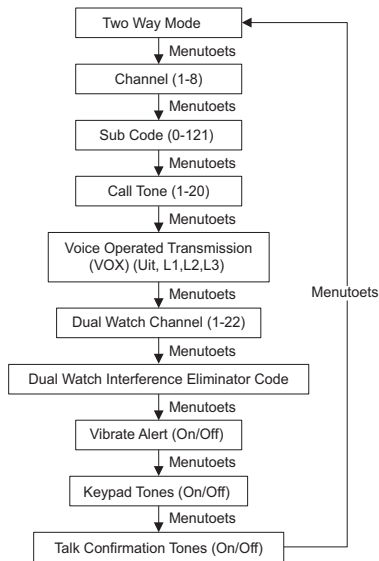 Two Way Mode
Menutoets
Channel (1-8)
Menutoets
Sub Code (0-121)
Menutoets
Call Tone (1-20)
Menutoets
Voice Operated Transmission
(VOX) (Uit, L1,L2,L3)
Menutoets
Menutoets
Dual Watch Channel (1-22)
Menutoets
Dual Watch Interference Eliminator Code
Menutoets
Vibrate Alert (On/Off)
Menutoets
Keypad Tones (On/Off)
Menutoets
Talk Confirmation Tones (On/Off)